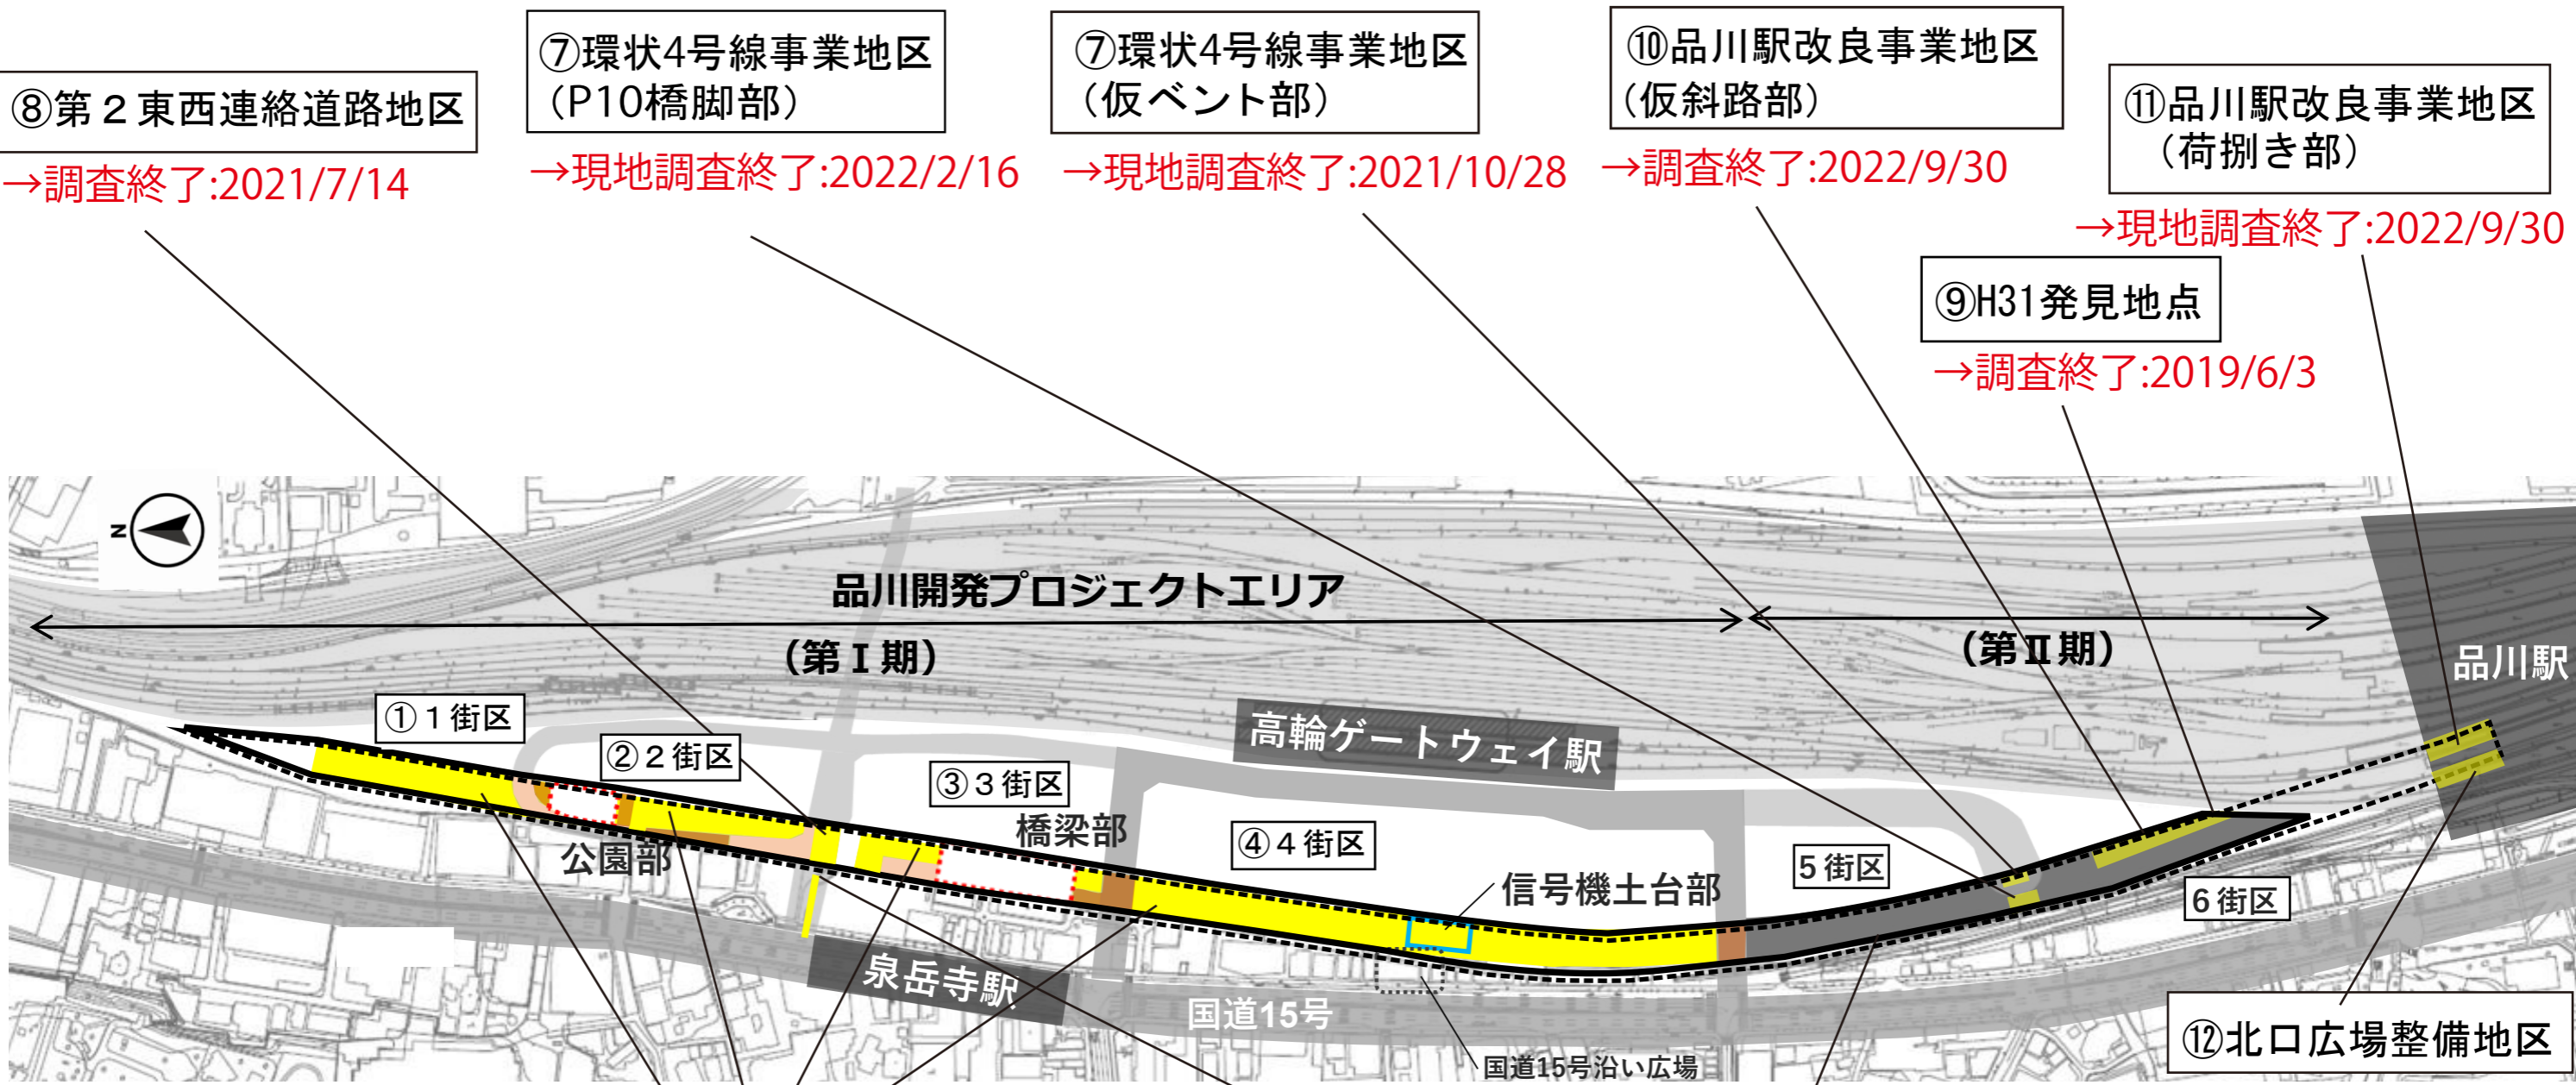 ⑧第２東西連絡道路地区
→調査終了:2021/7/14
⑦環状4号線事業地区
（P10橋脚部）
→現地調査終了:2022/2/16
⑦環状4号線事業地区
（仮ベント部）
→現地調査終了:2021/10/28
⑩品川駅改良事業地区
（仮斜路部）
→調査終了:2022/9/30
⑪品川駅改良事業地区
（荷捌き部）
→現地調査終了:2022/9/30
⑨H31発見地点
→調査終了:2019/6/3
N
品川開発プロジェクトエリア
（第Ⅰ期）
（第Ⅱ期）
品川駅
①１街区
②２街区
③３街区
橋梁部
高輪ゲートウェイ駅
④４街区
公園部
信号機土台部
５街区
６街区
泉岳寺駅
国道15号
国道15号沿い広場
⑫北口広場整備地区